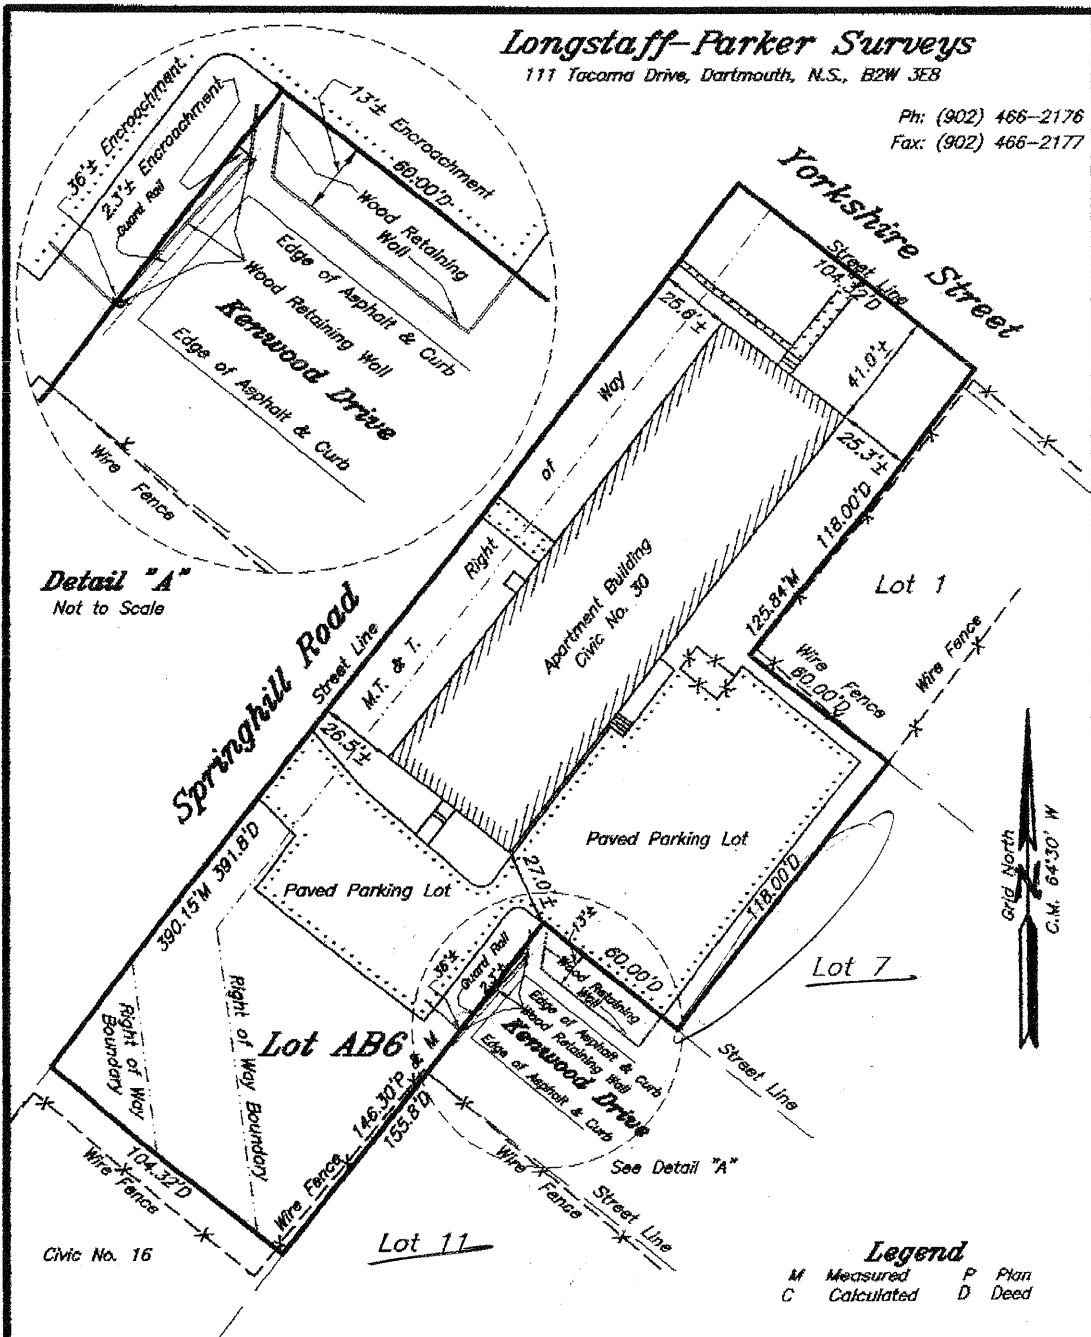 Longstaff-Parker Surveys
111 Tacoma Drive, Dartmouth, N.S., B2W 3E8
Ph: (902) 466-2176
Fax: (902) 466-2177
36'± Encroachment
2.3'± Encroachment
Guard Rail
13'± Encroachment
60.00'D
Wood Retaining
Wall
Edge of Asphalt & Curb
Wood Retaining Wall
Kenwood Drive
Edge of Asphalt & Curb
Wire Fence
Detail "A"
Not to Scale
Yorkshire Street
Street Line
104.32'D
25.6'±
41.0'±
25.3'±
118.00'D
125.84'M
Lot 1
Wire Fence
60.00'D
Wire Fence
Springhill Road
Street Line
M.T. & T. Right of Way
Apartment Building
Civic No. 30
26.5'±
Paved Parking Lot
Paved Parking Lot
27.0'±
118.00'D
390.15'M 391.8'D
Grid North
N
C.M. 64°30' W
Lot 7
36'±
Guard Rail
2.3'±
13'±
60.00'D
Wood Retaining
Wall
Edge of Asphalt & Curb
Wood Retaining Wall
Kenwood Drive
Edge of Asphalt & Curb
Street Line
See Detail "A"
Right of Way
Boundary
Right of Way Boundary
Lot AB6
146.30'P & M
155.8'D
Wire Fence
104.32'D
Wire Fence
Wire Fence
Street Line
Civic No. 16
Lot 11
Legend
M Measured P Plan
C Calculated D Deed